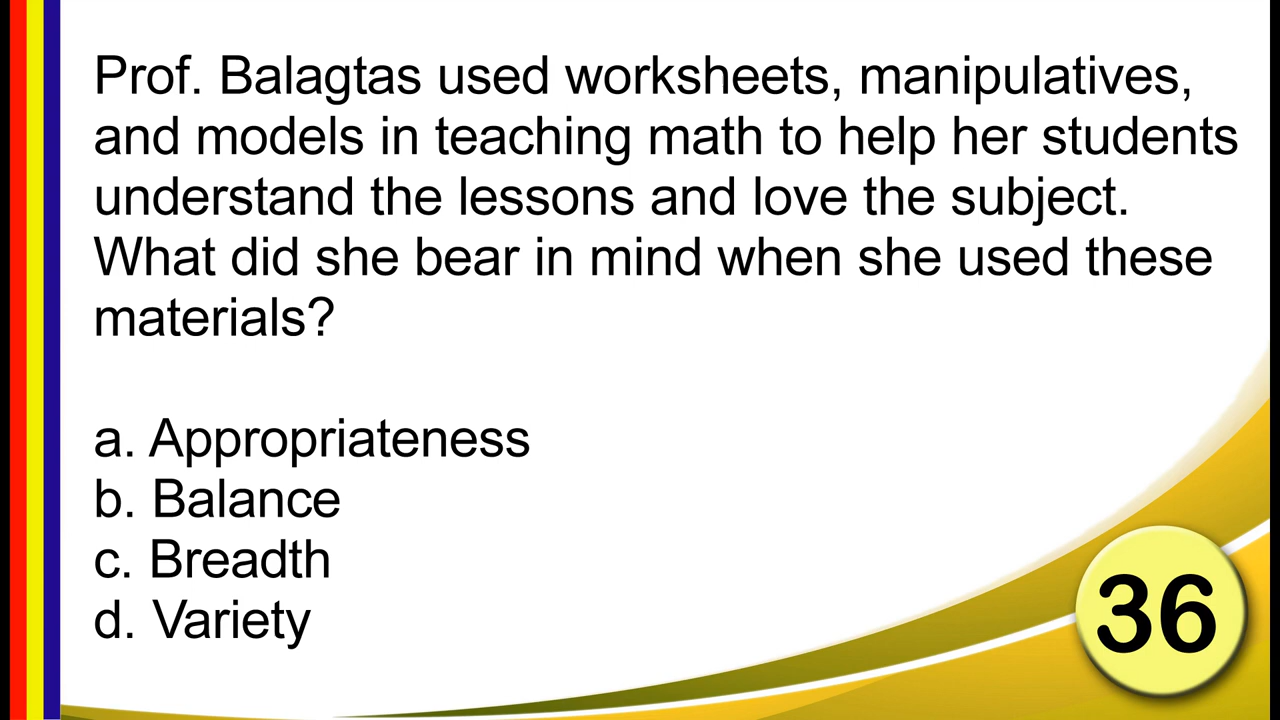 Prof. Balagtas used worksheets, manipulatives,
and models in teaching math to help her students
understand the lessons and love the subject.
What did she bear in mind when she used these
materials?
a. Appropriateness
b. Balance
c. Breadth
d. Variety
36